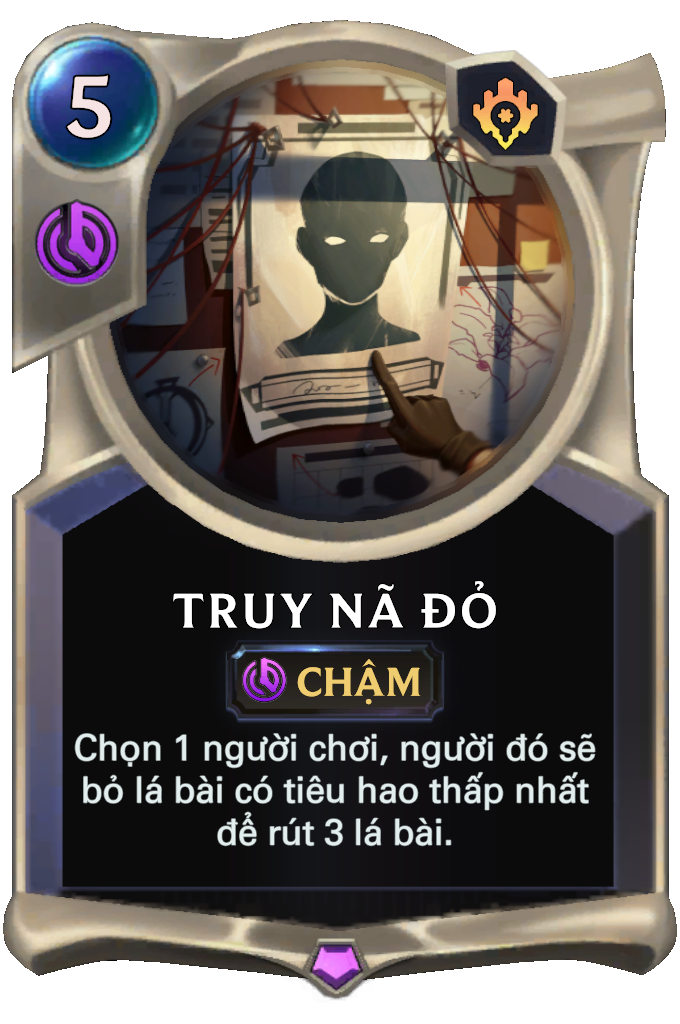 5
TRUY NÃ ĐỎ
CHẬM
Chọn 1 người chơi, người đó sẽ
bỏ lá bài có tiêu hao thấp nhất
để rút 3 lá bài.